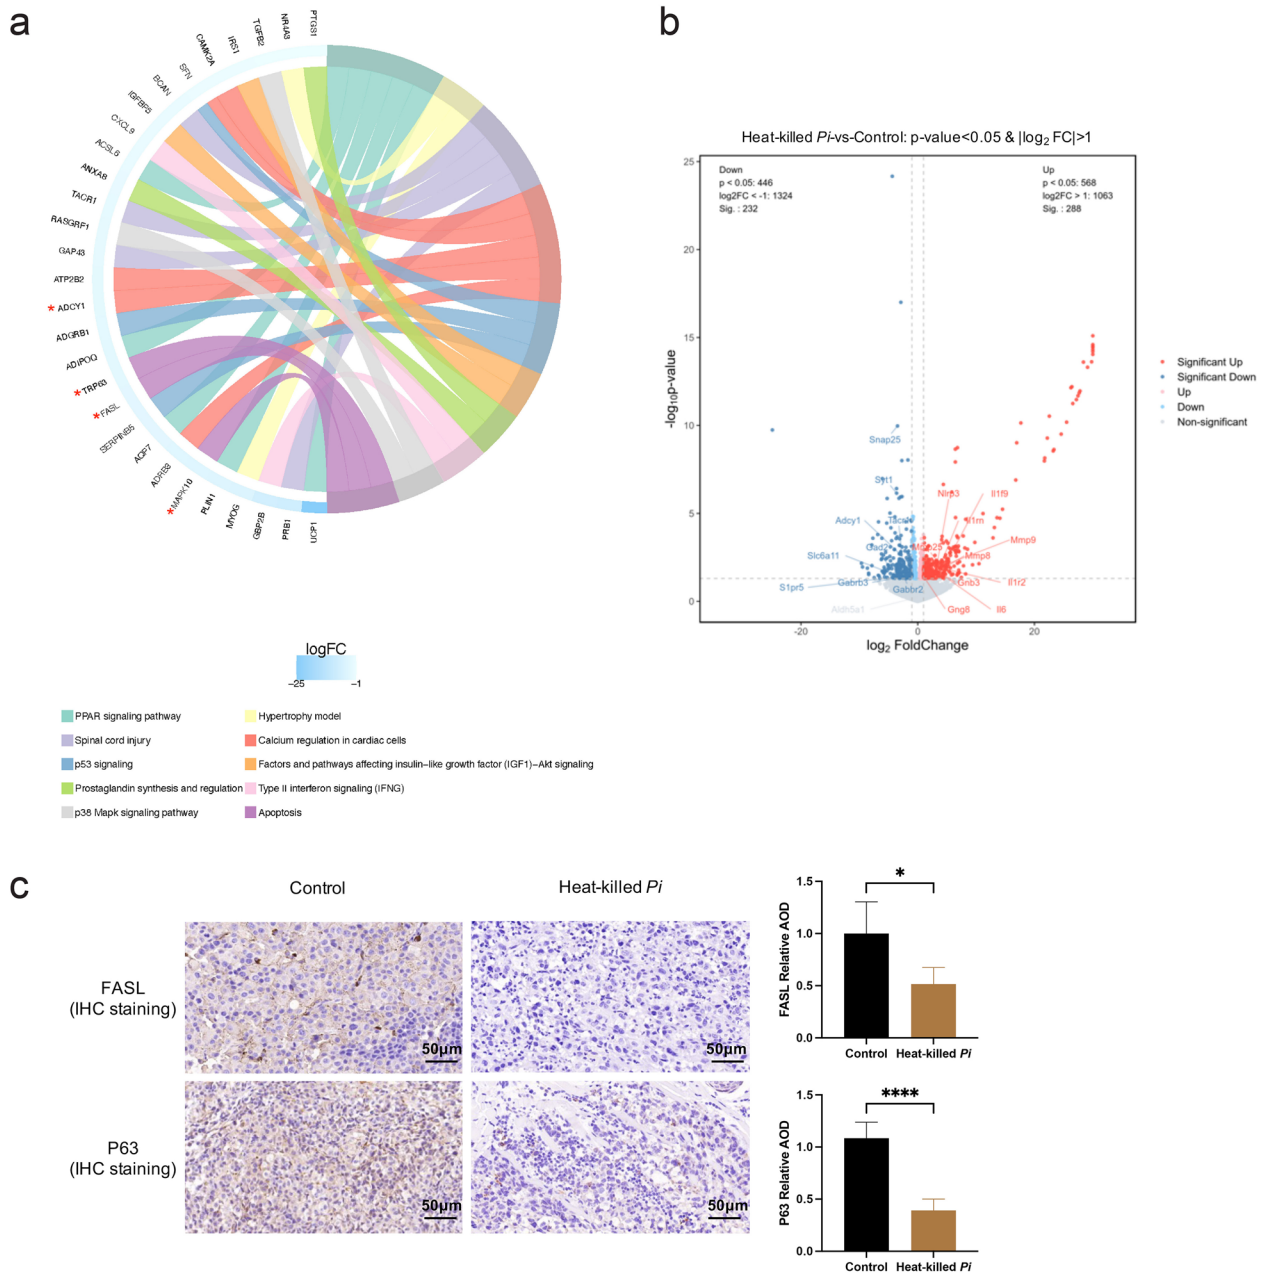 a
PTGS1
NR4A3
TGFB2
IRS1
CAMK2A
SFN
BCAN
IGFBP5
CXCL9
ACSL6
ANXA8
TACR1
RASGRF1
GAP43
ATP2B2
* ADCY1
ADGRB1
ADIPOQ
* TRP63
* FASL
SERPINB5
AQP7
ADRB3
* MAPK10
PLIN1
MYOG
GBP2B
PRB1
UCP1
logFC
−25 −1
PPAR signaling pathway
Hypertrophy model
Spinal cord injury
Calcium regulation in cardiac cells
p53 signaling
Factors and pathways affecting insulin−like growth factor (IGF1)−Akt signaling
Prostaglandin synthesis and regulation
Type II interferon signaling (IFNG)
p38 Mapk signaling pathway
Apoptosis
b
Heat-killed Pi-vs-Control: p-value<0.05 & |log2 FC|>1
Down
p < 0.05: 446
log2FC < -1: 1324
Sig. : 232
Up
p < 0.05: 568
log2FC > 1: 1063
Sig. : 288
25
20
15
10
5
0
-log10p-value
Snap25
Syt1
Nlrp3
Il1f9
Adcy1
Il1rn
Gad2
Mmp25
Mmp9
Slc6a11
Mmp8
S1pr5
Gabrb3
Gabbr2
Gnb3
Il1r2
Aldh5a1
Gng8
Il6
-20 0 20
log2 FoldChange
Significant Up
Significant Down
Up
Down
Non-significant
c
Control
Heat-killed Pi
FASL
(IHC staining)
50μm
50μm
P63
(IHC staining)
50μm
50μm
*
1.5
1.0
0.5
0.0
FASL Relative AOD
Control Heat-killed Pi
****
1.5
1.0
0.5
0.0
P63 Relative AOD
Control Heat-killed Pi